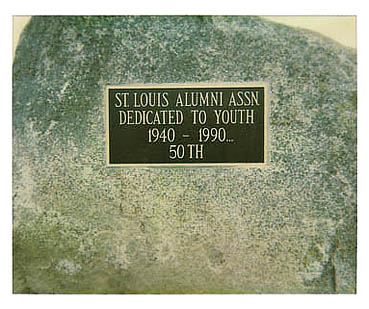 ST. LOUIS ALUMNI ASSN.
DEDICATED TO YOUTH
1940 - 1990...
50TH